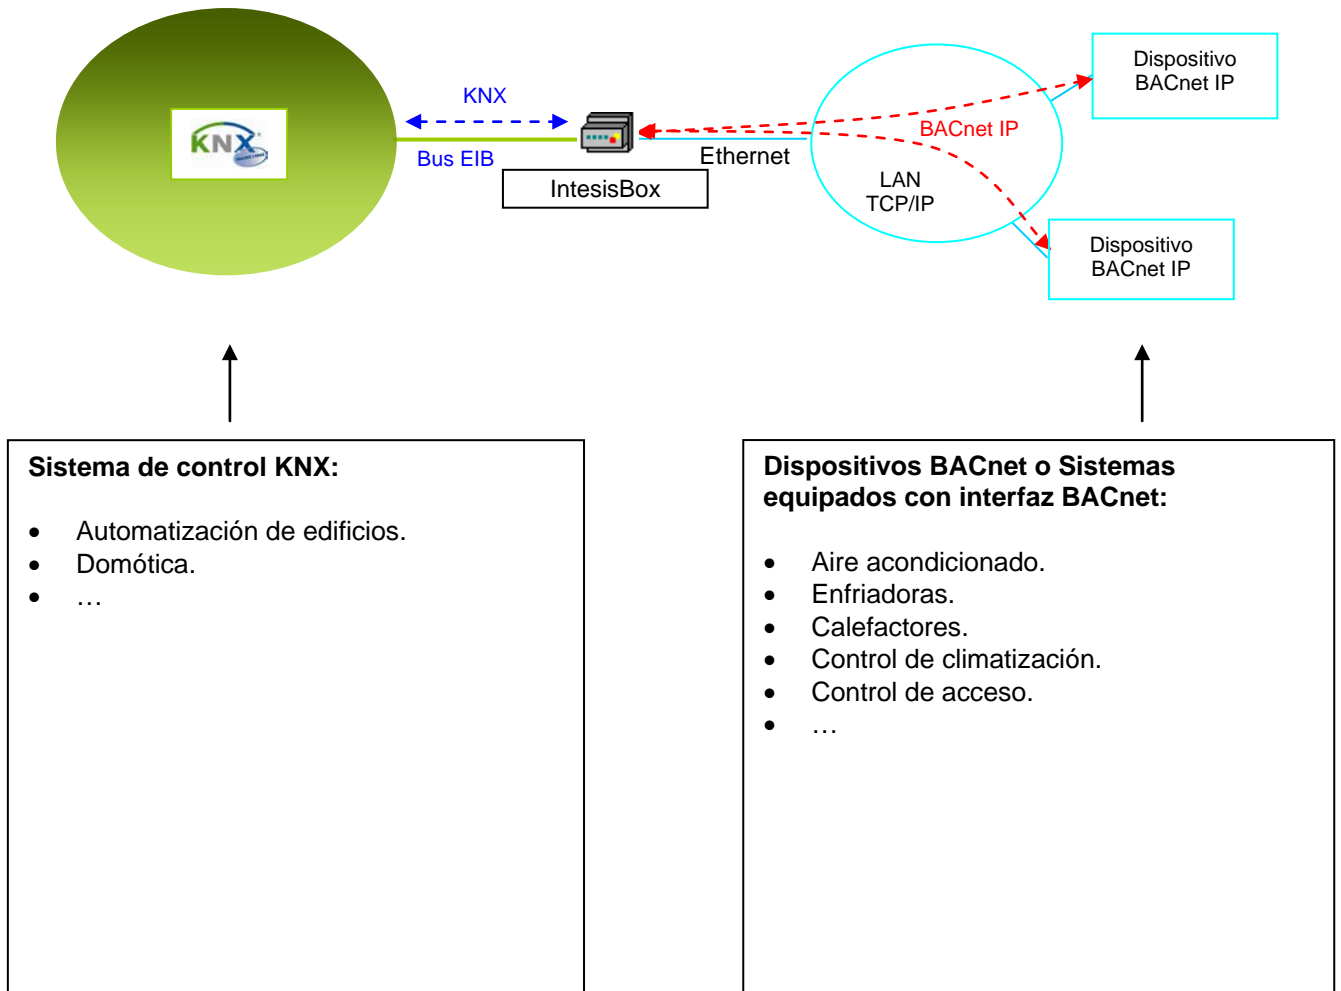 KNX
KNX
Bus EIB
IntesisBox
Ethernet
BACnet IP
LAN
TCP/IP
Dispositivo
BACnet IP
Dispositivo
BACnet IP
Sistema de control KNX:
• Automatización de edificios.
• Domótica.
• …
Dispositivos BACnet o Sistemas
equipados con interfaz BACnet:
• Aire acondicionado.
• Enfriadoras.
• Calefactores.
• Control de climatización.
• Control de acceso.
• …